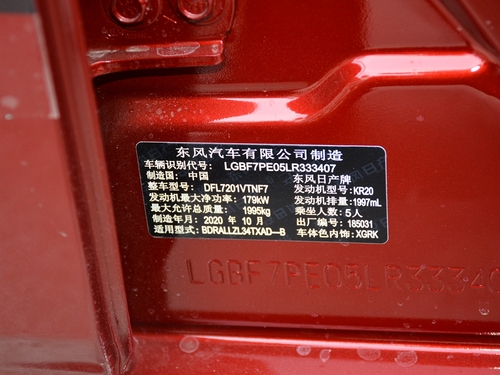 东风汽车有限公司制造
车辆识别代号: LGBF7PE05LR333407
制造国: 中国 东风日产牌
整车型号: DFL7201VTNF7 发动机型号: KR20
发动机最大净功率: 179kW 发动机排量: 1997mL
最大允许总质量: 1995kg 乘坐人数: 5人
制造年月: 2020 年 10 月 出厂编号: 185031
适用型式: BDRALLZL34TXAD—B 车体色内饰: XGRK
LGBF7PE05LR33340